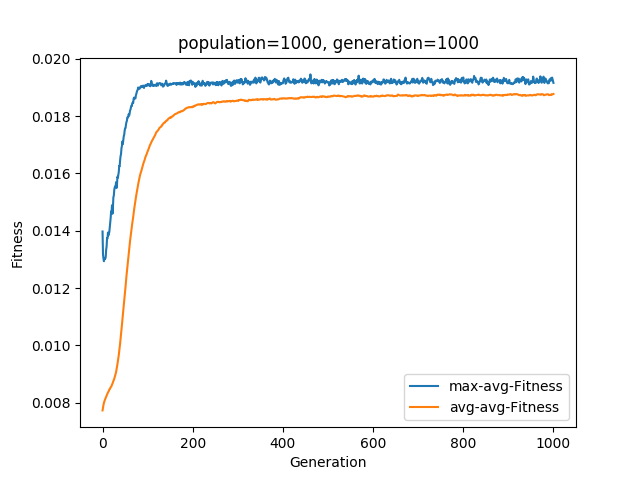 population=1000, generation=1000
0.020
0.018
0.016
0.014
0.012
0.010
0.008
Fitness
0 200 400 600 800 1000
Generation
max-avg-Fitness
avg-avg-Fitness